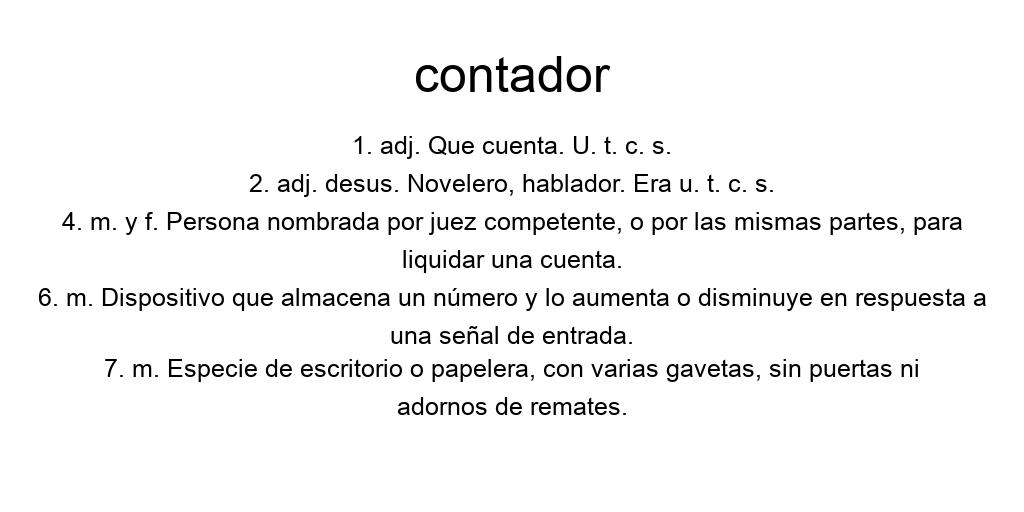 contador
1. adj. Que cuenta. U. t. c. s.
2. adj. desus. Novelero, hablador. Era u. t. c. s.
4. m. y f. Persona nombrada por juez competente, o por las mismas partes, para
liquidar una cuenta.
6. m. Dispositivo que almacena un número y lo aumenta o disminuye en respuesta a
una señal de entrada.
7. m. Especie de escritorio o papelera, con varias gavetas, sin puertas ni
adornos de remates.